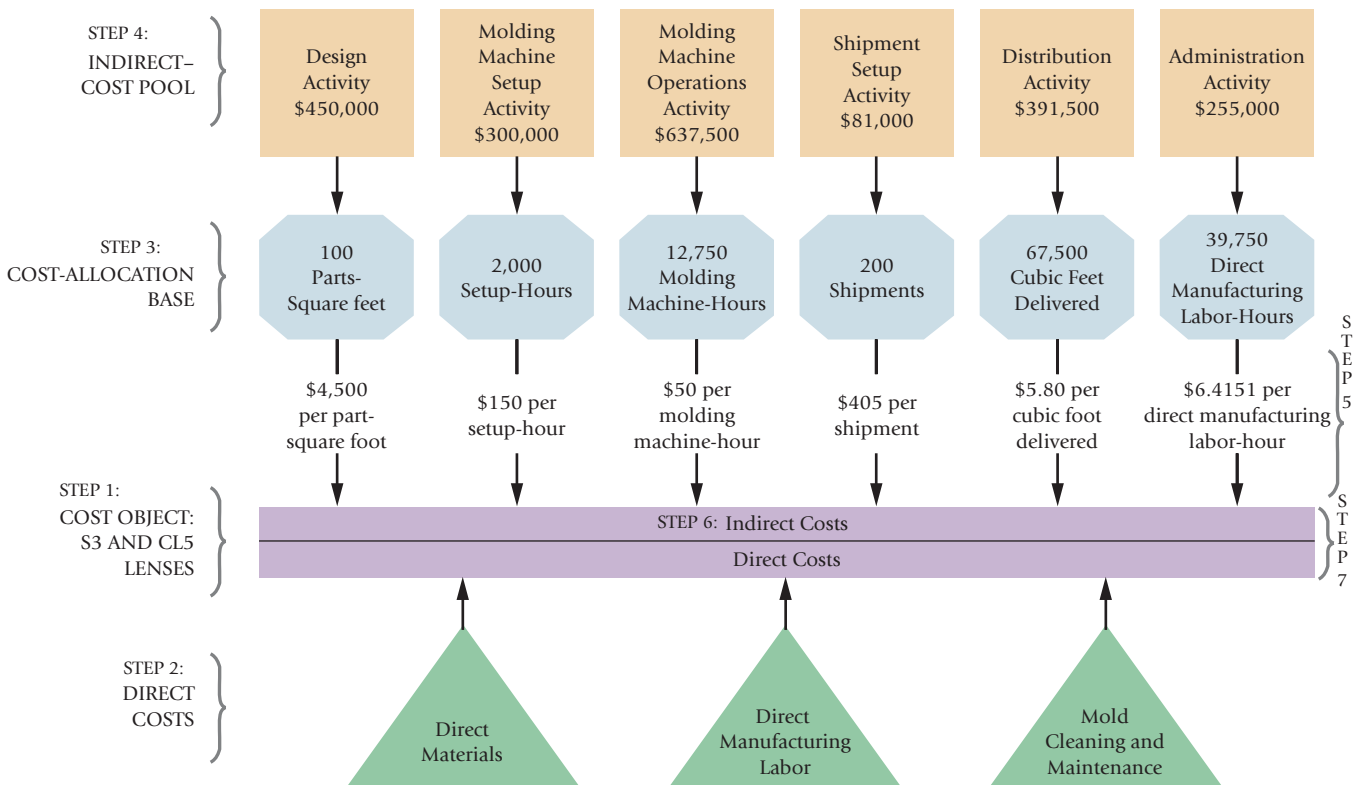 STEP 4:
INDIRECT–
COST POOL
Design
Activity
$450,000
Molding
Machine
Setup
Activity
$300,000
Molding
Machine
Operations
Activity
$637,500
Shipment
Setup
Activity
$81,000
Distribution
Activity
$391,500
Administration
Activity
$255,000
STEP 3:
COST-ALLOCATION
BASE
100
Parts-
Square feet
2,000
Setup-Hours
12,750
Molding
Machine-Hours
200
Shipments
67,500
Cubic Feet
Delivered
39,750
Direct
Manufacturing
Labor-Hours
$4,500
per part-
square foot
$150 per
setup-hour
$50 per
molding
machine-hour
$405 per
shipment
$5.80 per
cubic foot
delivered
$6.4151 per
direct manufacturing
labor-hour
STEP 5
STEP 1:
COST OBJECT:
S3 AND CL5
LENSES
STEP 6: Indirect Costs
Direct Costs
STEP 7
STEP 2:
DIRECT
COSTS
Direct
Materials
Direct
Manufacturing
Labor
Mold
Cleaning and
Maintenance